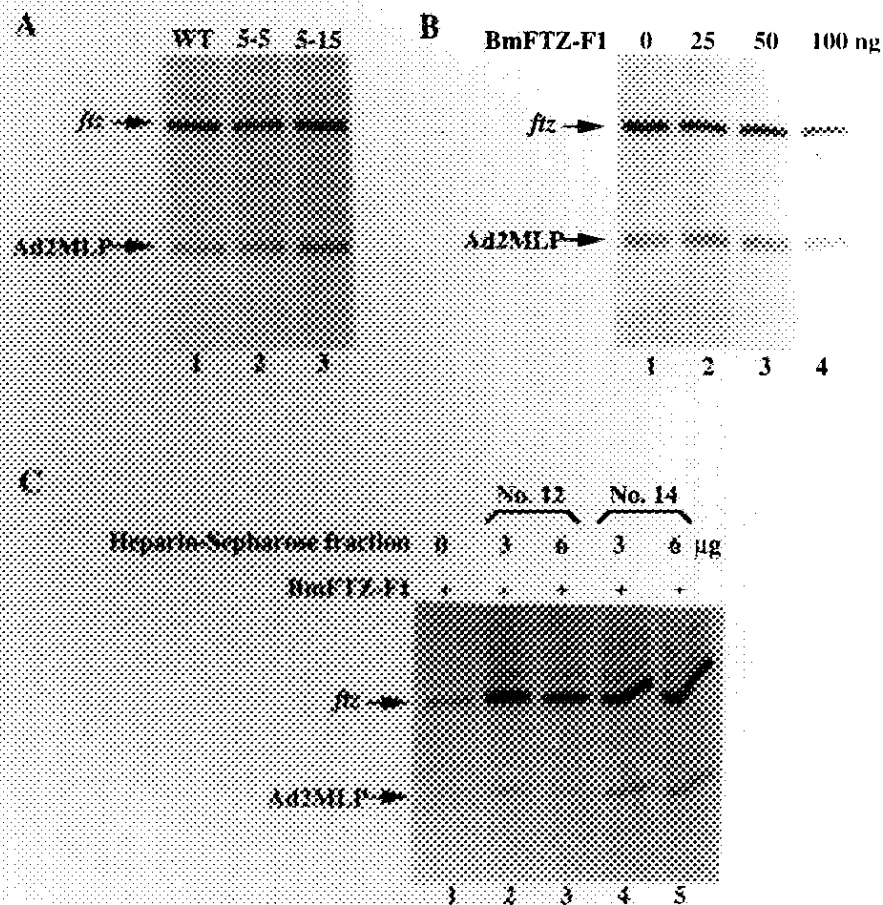 A
WT 5-5 5-15
ftz
Ad2MLP
1 2 3
B
BmFTZ-F1 0 25 50 100 ng
ftz
Ad2MLP
1 2 3 4
C
No. 12 No. 14
Heparin-Sepharose fraction 0 3 6 3 6 µg
BmFTZ-F1 + + + + +
ftz
Ad2MLP
1 2 3 4 5